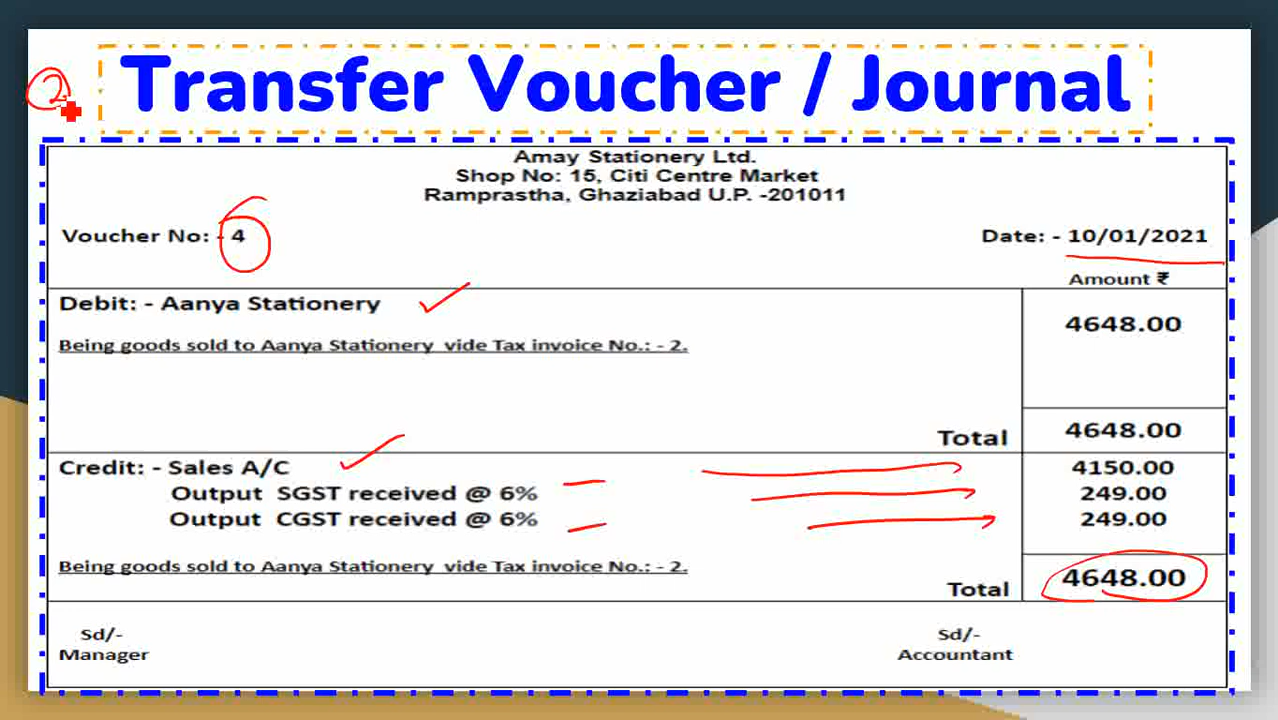 2
Transfer Voucher / Journal
Amay Stationery Ltd.
Shop No: 15, Citi Centre Market
Ramprastha, Ghaziabad U.P. -201011
Voucher No: - 4
Date: - 10/01/2021
Amount ₹
Debit: - Aanya Stationery
4648.00
Being goods sold to Aanya Stationery vide Tax invoice No.: - 2.
Total 4648.00
Credit: - Sales A/C 4150.00
Output SGST received @ 6% 249.00
Output CGST received @ 6% 249.00
Being goods sold to Aanya Stationery vide Tax invoice No.: - 2.
Total 4648.00
Sd/- Sd/-
Manager Accountant